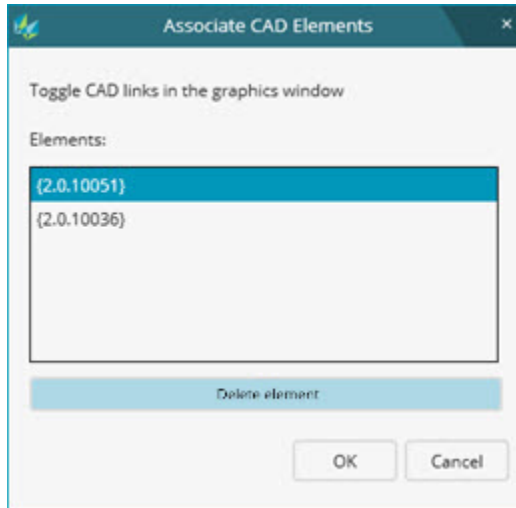 Associate CAD Elements
Toggle CAD links in the graphics window
Elements:
{2.0.10051}
{2.0.10036}
Delete element
OK Cancel